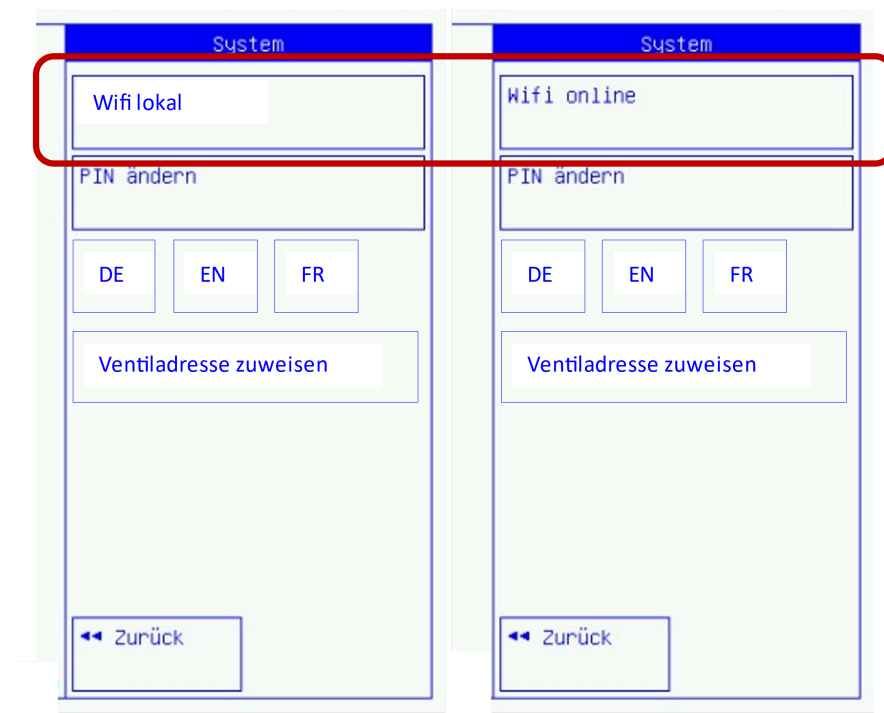 System
Wifi lokal
PIN ändern
DE EN FR
Ventiladresse zuweisen
◄◄ Zurück
System
Wifi online
PIN ändern
DE EN FR
Ventiladresse zuweisen
◄◄ Zurück